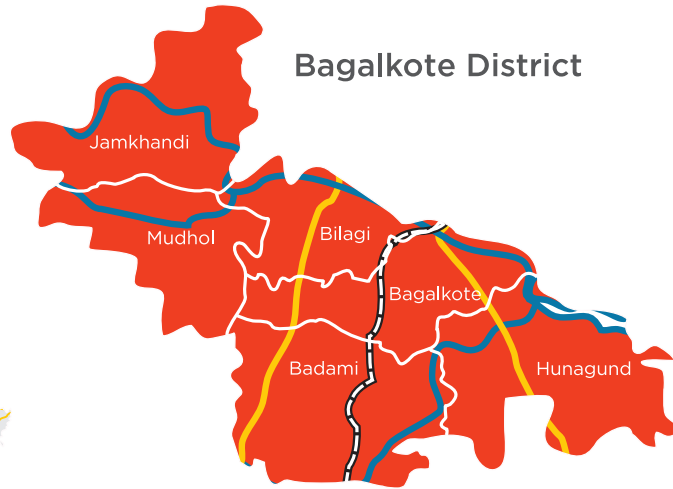 Bagalkote District
Jamkhandi
Mudhol
Bilagi
Bagalkote
Badami
Hunagund